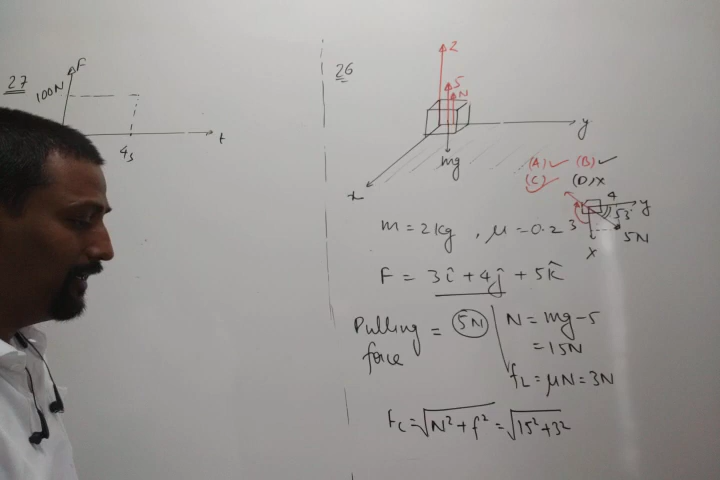 27
F
100N
t
4s
26
z
5
N
y
mg
x
(A)✓ (B)✓
(C)✓ (D)x
4
y
53°
3
5N
x
m = 2kg , μ = 0.2
F = 3î + 4ĵ + 5k̂
Pulling force = 5N
N = mg - 5
= 15N
fL = μN = 3N
Fc = √N² + f² = √15² + 3²